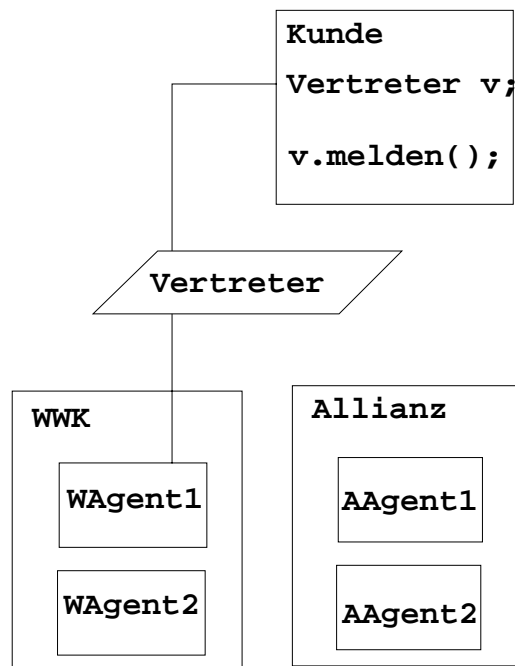 Kunde
Vertreter v;
v.melden();
Vertreter
WWK
Allianz
WAgent1
AAgent1
WAgent2
AAgent2